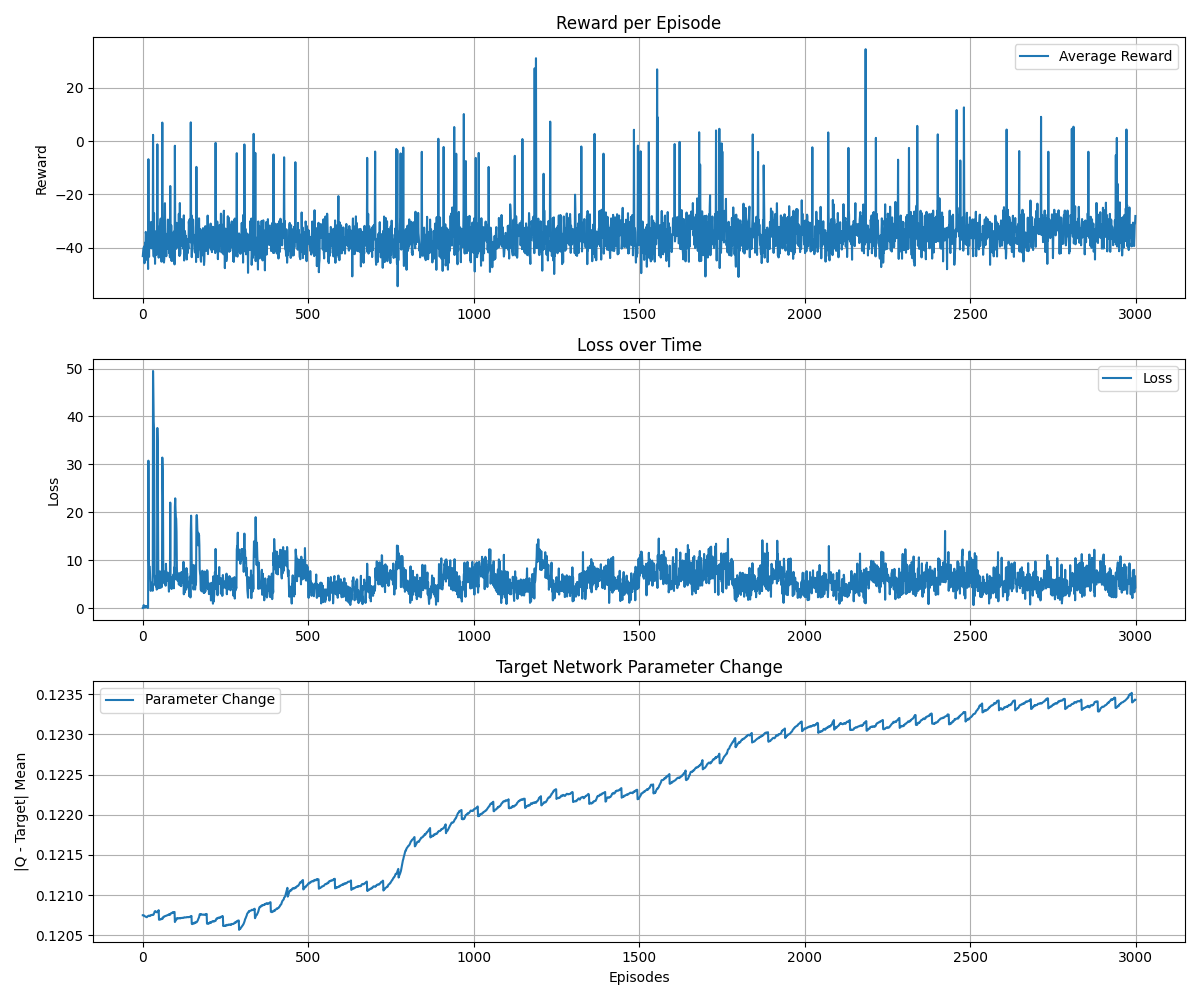 Reward per Episode
Average Reward
Reward
20
0
−20
−40
0 500 1000 1500 2000 2500 3000
Loss over Time
Loss
Loss
50
40
30
20
10
0
0 500 1000 1500 2000 2500 3000
Target Network Parameter Change
Parameter Change
|Q - Target| Mean
0.1235
0.1230
0.1225
0.1220
0.1215
0.1210
0.1205
0 500 1000 1500 2000 2500 3000
Episodes